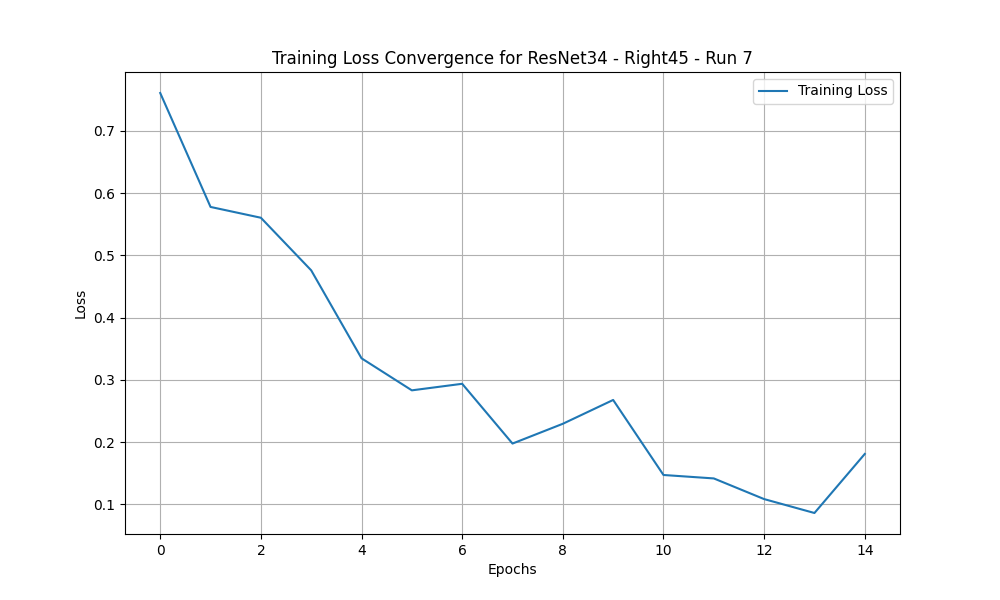 Training Loss Convergence for ResNet34 - Right45 - Run 7
Training Loss
0.7
0.6
0.5
0.4
0.3
0.2
0.1
Loss
0 2 4 6 8 10 12 14
Epochs